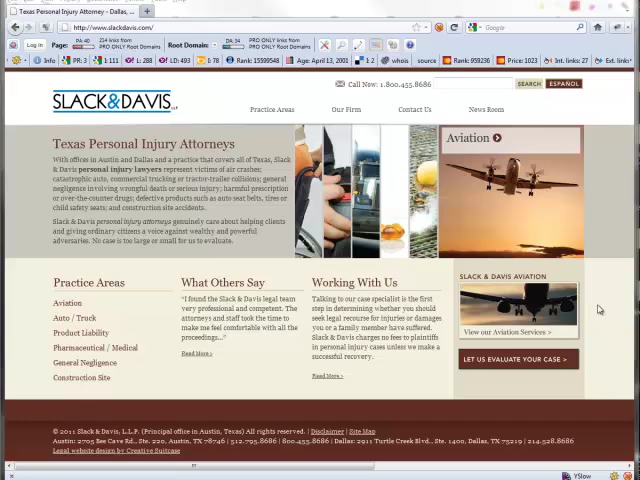 Texas Personal Injury Attorney - Dallas, ...
http://www.slackdavis.com/
Google
Log In Page: PA: 40 214 links from PRO ONLY Root Domains Root Domain: DA: 34 PRO ONLY Links PRO ONLY Root Domains
Info PR: 3 I: 111 L: 288 LD: 493 I: 111 Rank: 15599548 Age: April 13, 2001 I: 2 whois source Rank: 959236 Price: 1023 Int. links: 27 Ext. links:
Call Now: 1.800.455.8686 SEARCH ESPAÑOL
SLACK&DAVIS LLP
Practice Areas Our Firm Contact Us News Room
Texas Personal Injury Attorneys
With offices in Austin and Dallas and a practice that covers all of Texas, Slack
& Davis personal injury lawyers represent victims of air crashes;
catastrophic auto, commercial trucking or tractor-trailer collisions; general
negligence involving wrongful death or serious injury; harmful prescription
or over-the-counter drugs; defective products such as auto seat belts, tires or
child safety seats; and construction site accidents.
Slack & Davis personal injury attorneys genuinely care about helping clients
and giving ordinary citizens a voice against wealthy and powerful
adversaries. No case is too large or small for us to evaluate.
Aviation
Practice Areas
Aviation
Auto / Truck
Product Liability
Pharmaceutical / Medical
General Negligence
Construction Site
What Others Say
"I found the Slack & Davis legal team
very professional and competent. The
attorneys and staff took the time to
make me feel comfortable with all the
proceedings..."
Read More >
Working With Us
Talking to our case specialist is the first
step in determining whether you should
seek legal recourse for injuries or damages
you or a family member have suffered.
Slack & Davis charges no fees to plaintiffs
in personal injury cases unless we make a
successful recovery.
Read More >
SLACK & DAVIS AVIATION
View our Aviation Services >
LET US EVALUATE YOUR CASE >
© 2011 Slack & Davis, L.L.P. (Principal office in Austin, Texas) All rights reserved. | Disclaimer | Site Map
Austin: 2705 Bee Cave Rd., Ste. 220, Austin, TX 78746 | 512.795.8686 | 800.455.8686 | Dallas: 2911 Turtle Creek Blvd., Ste. 1400, Dallas, TX 75219 | 214.528.8686
Legal website design by Creative Suitcase
YSlow